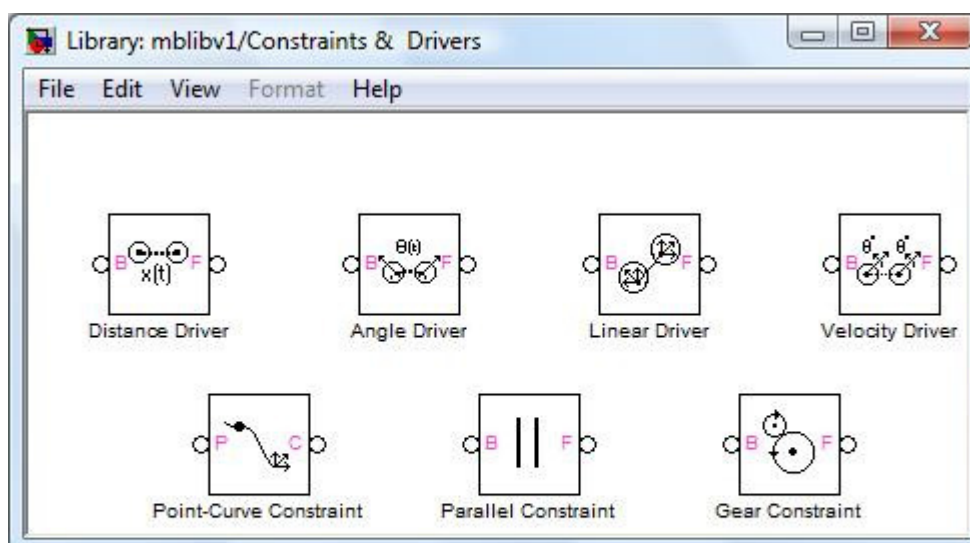 Library: mblibv1/Constraints &  Drivers
File Edit View Format Help
B x(t) F
B θ(t) F
B F
B θ° θ° F
Distance Driver
Angle Driver
Linear Driver
Velocity Driver
P C
B F
B F
Point-Curve Constraint
Parallel Constraint
Gear Constraint